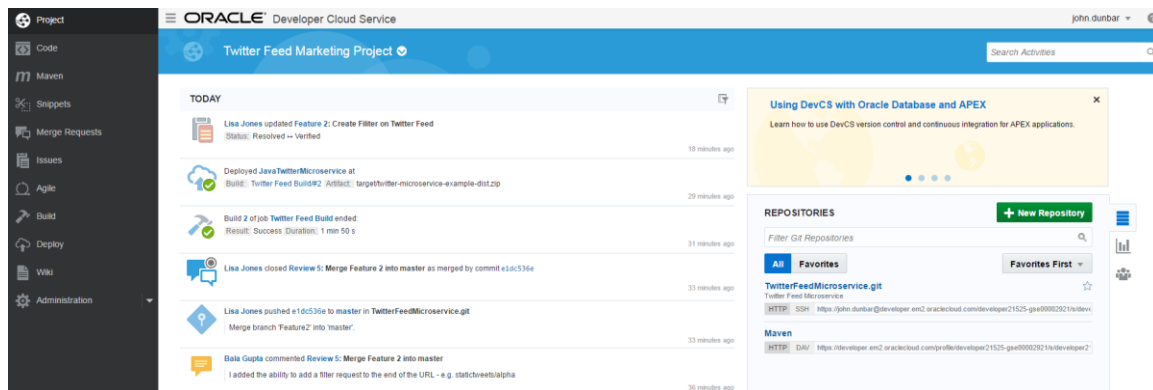 Project
Code
Maven
Snippets
Merge Requests
Issues
Agile
Build
Deploy
Wiki
Administration
ORACLE Developer Cloud Service
john.dunbar
Twitter Feed Marketing Project
Search Activities
TODAY
Lisa Jones updated Feature 2: Create Filiter on Twitter Feed
Status: Resolved ↔ Verified
18 minutes ago
Deployed JavaTwitterMicroservice at
Build: Twitter Feed Build#2 Artifact: target/twitter-microservice-example-dist.zip
29 minutes ago
Build 2 of job Twitter Feed Build ended:
Result: Success Duration: 1 min 50 s
31 minutes ago
Lisa Jones closed Review 5: Merge Feature 2 into master as merged by commit e1dc536e
33 minutes ago
Lisa Jones pushed e1dc536e to master in TwitterFeedMicroservice.git
Merge branch 'Feature2' into 'master'.
33 minutes ago
Bala Gupta commented Review 5: Merge Feature 2 into master
I added the ability to add a filter request to the end of the URL - e.g. statictweets/alpha
36 minutes ago
Using DevCS with Oracle Database and APEX
Learn how to use DevCS version control and continuous integration for APEX applications.
REPOSITORIES
New Repository
Filter Git Repositories
All Favorites
Favorites First
TwitterFeedMicroservice.git
Twitter Feed Microservice
HTTP SSH https://john.dunbar@developer.em2.oraclecloud.com/developer21525-gse00002921/s/deve
Maven
HTTP DAV https://developer.em2.oraclecloud.com/profile/developer21525-gse00002921/s/developer2